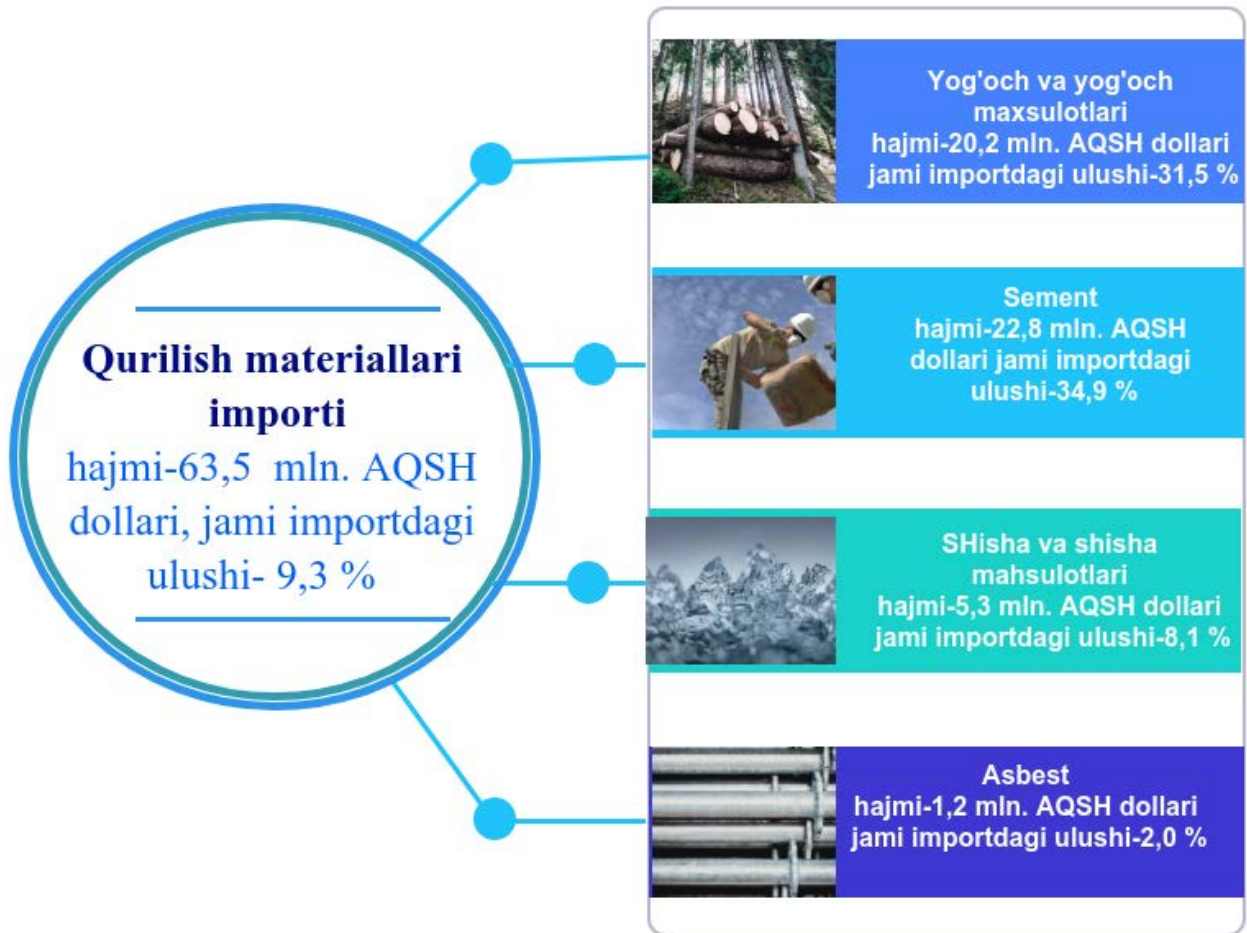 Qurilish materiallari
importi
hajmi-63,5 mln. AQSH
dollari, jami importdagi
ulushi- 9,3 %
Yog'och va yog'och
maxsulotlari
hajmi-20,2 mln. AQSH dollari
jami importdagi ulushi-31,5 %
Sement
hajmi-22,8 mln. AQSH
dollari jami importdagi
ulushi-34,9 %
SHisha va shisha
mahsulotlari
hajmi-5,3 mln. AQSH dollari
jami importdagi ulushi-8,1 %
Asbest
hajmi-1,2 mln. AQSH dollari
jami importdagi ulushi-2,0 %